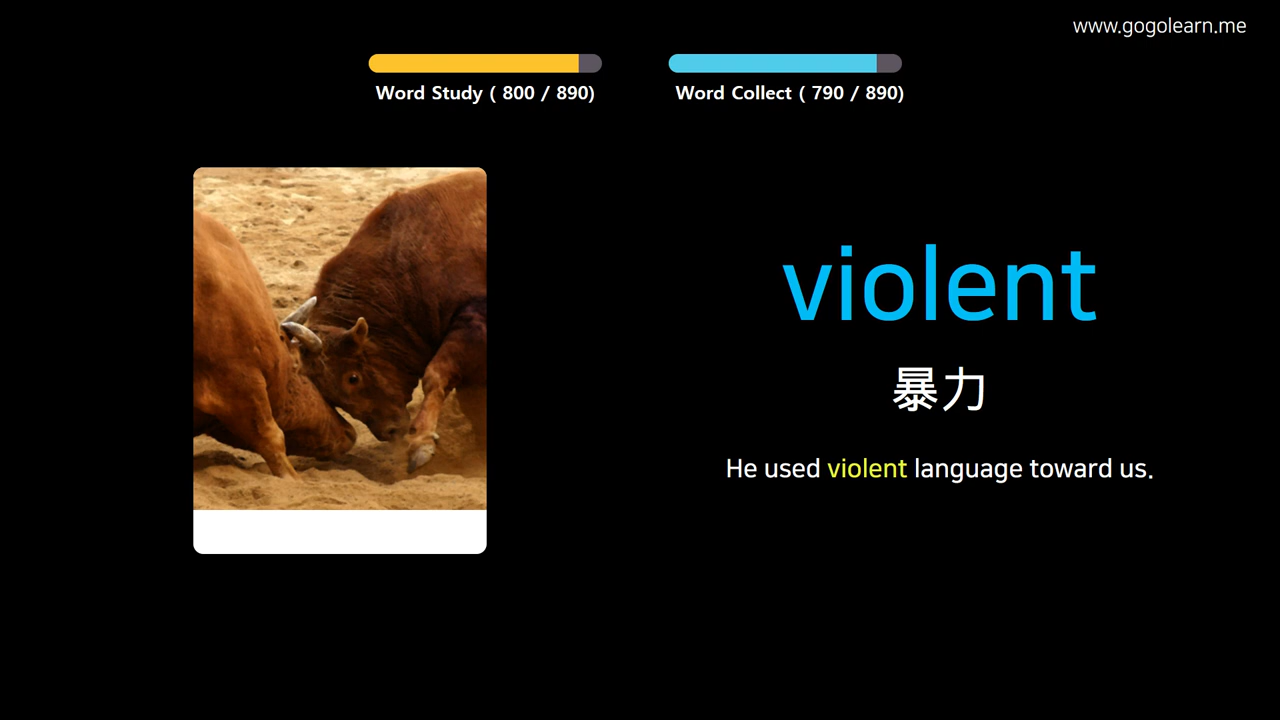 www.gogolearn.me
Word Study ( 800 / 890)
Word Collect ( 790 / 890)
violent
暴力
He used violent language toward us.